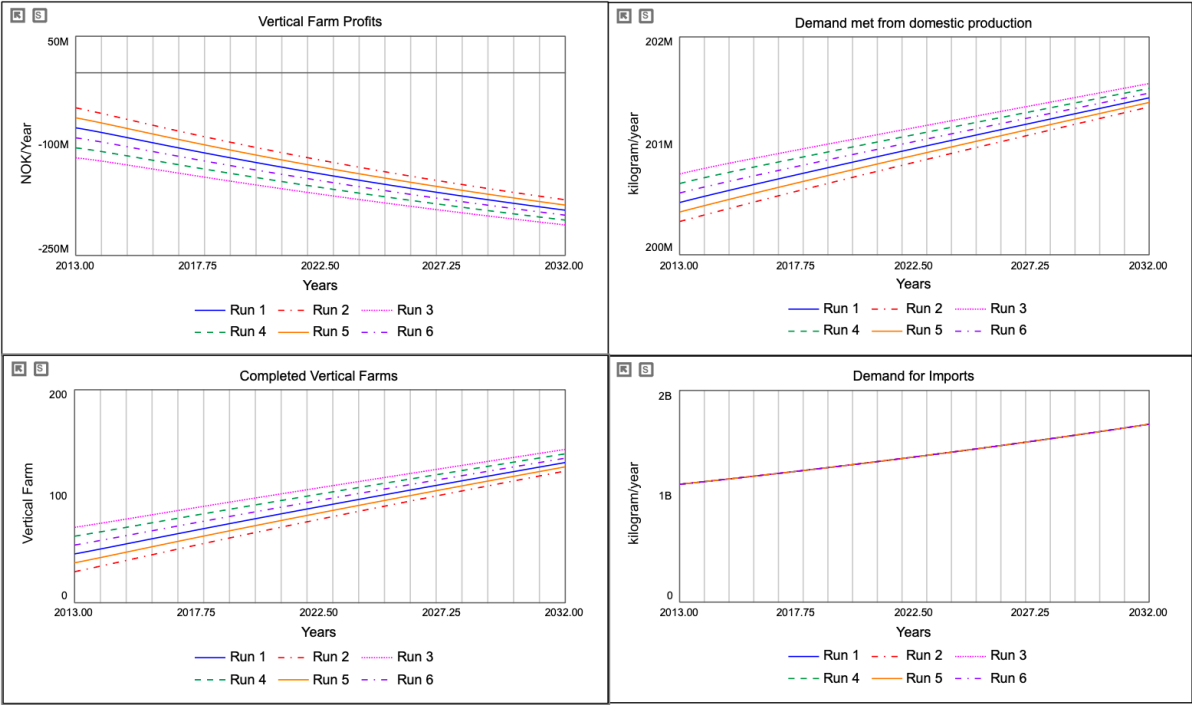 S
Vertical Farm Profits
50M
-100M
-250M
NOK/Year
2013.00 2017.75 2022.50 2027.25 2032.00
Years
Run 1 Run 2 Run 3
Run 4 Run 5 Run 6
S
Demand met from domestic production
202M
201M
200M
kilogram/year
2013.00 2017.75 2022.50 2027.25 2032.00
Years
Run 1 Run 2 Run 3
Run 4 Run 5 Run 6
S
Completed Vertical Farms
200
100
0
Vertical Farm
2013.00 2017.75 2022.50 2027.25 2032.00
Years
Run 1 Run 2 Run 3
Run 4 Run 5 Run 6
S
Demand for Imports
2B
1B
0
kilogram/year
2013.00 2017.75 2022.50 2027.25 2032.00
Years
Run 1 Run 2 Run 3
Run 4 Run 5 Run 6